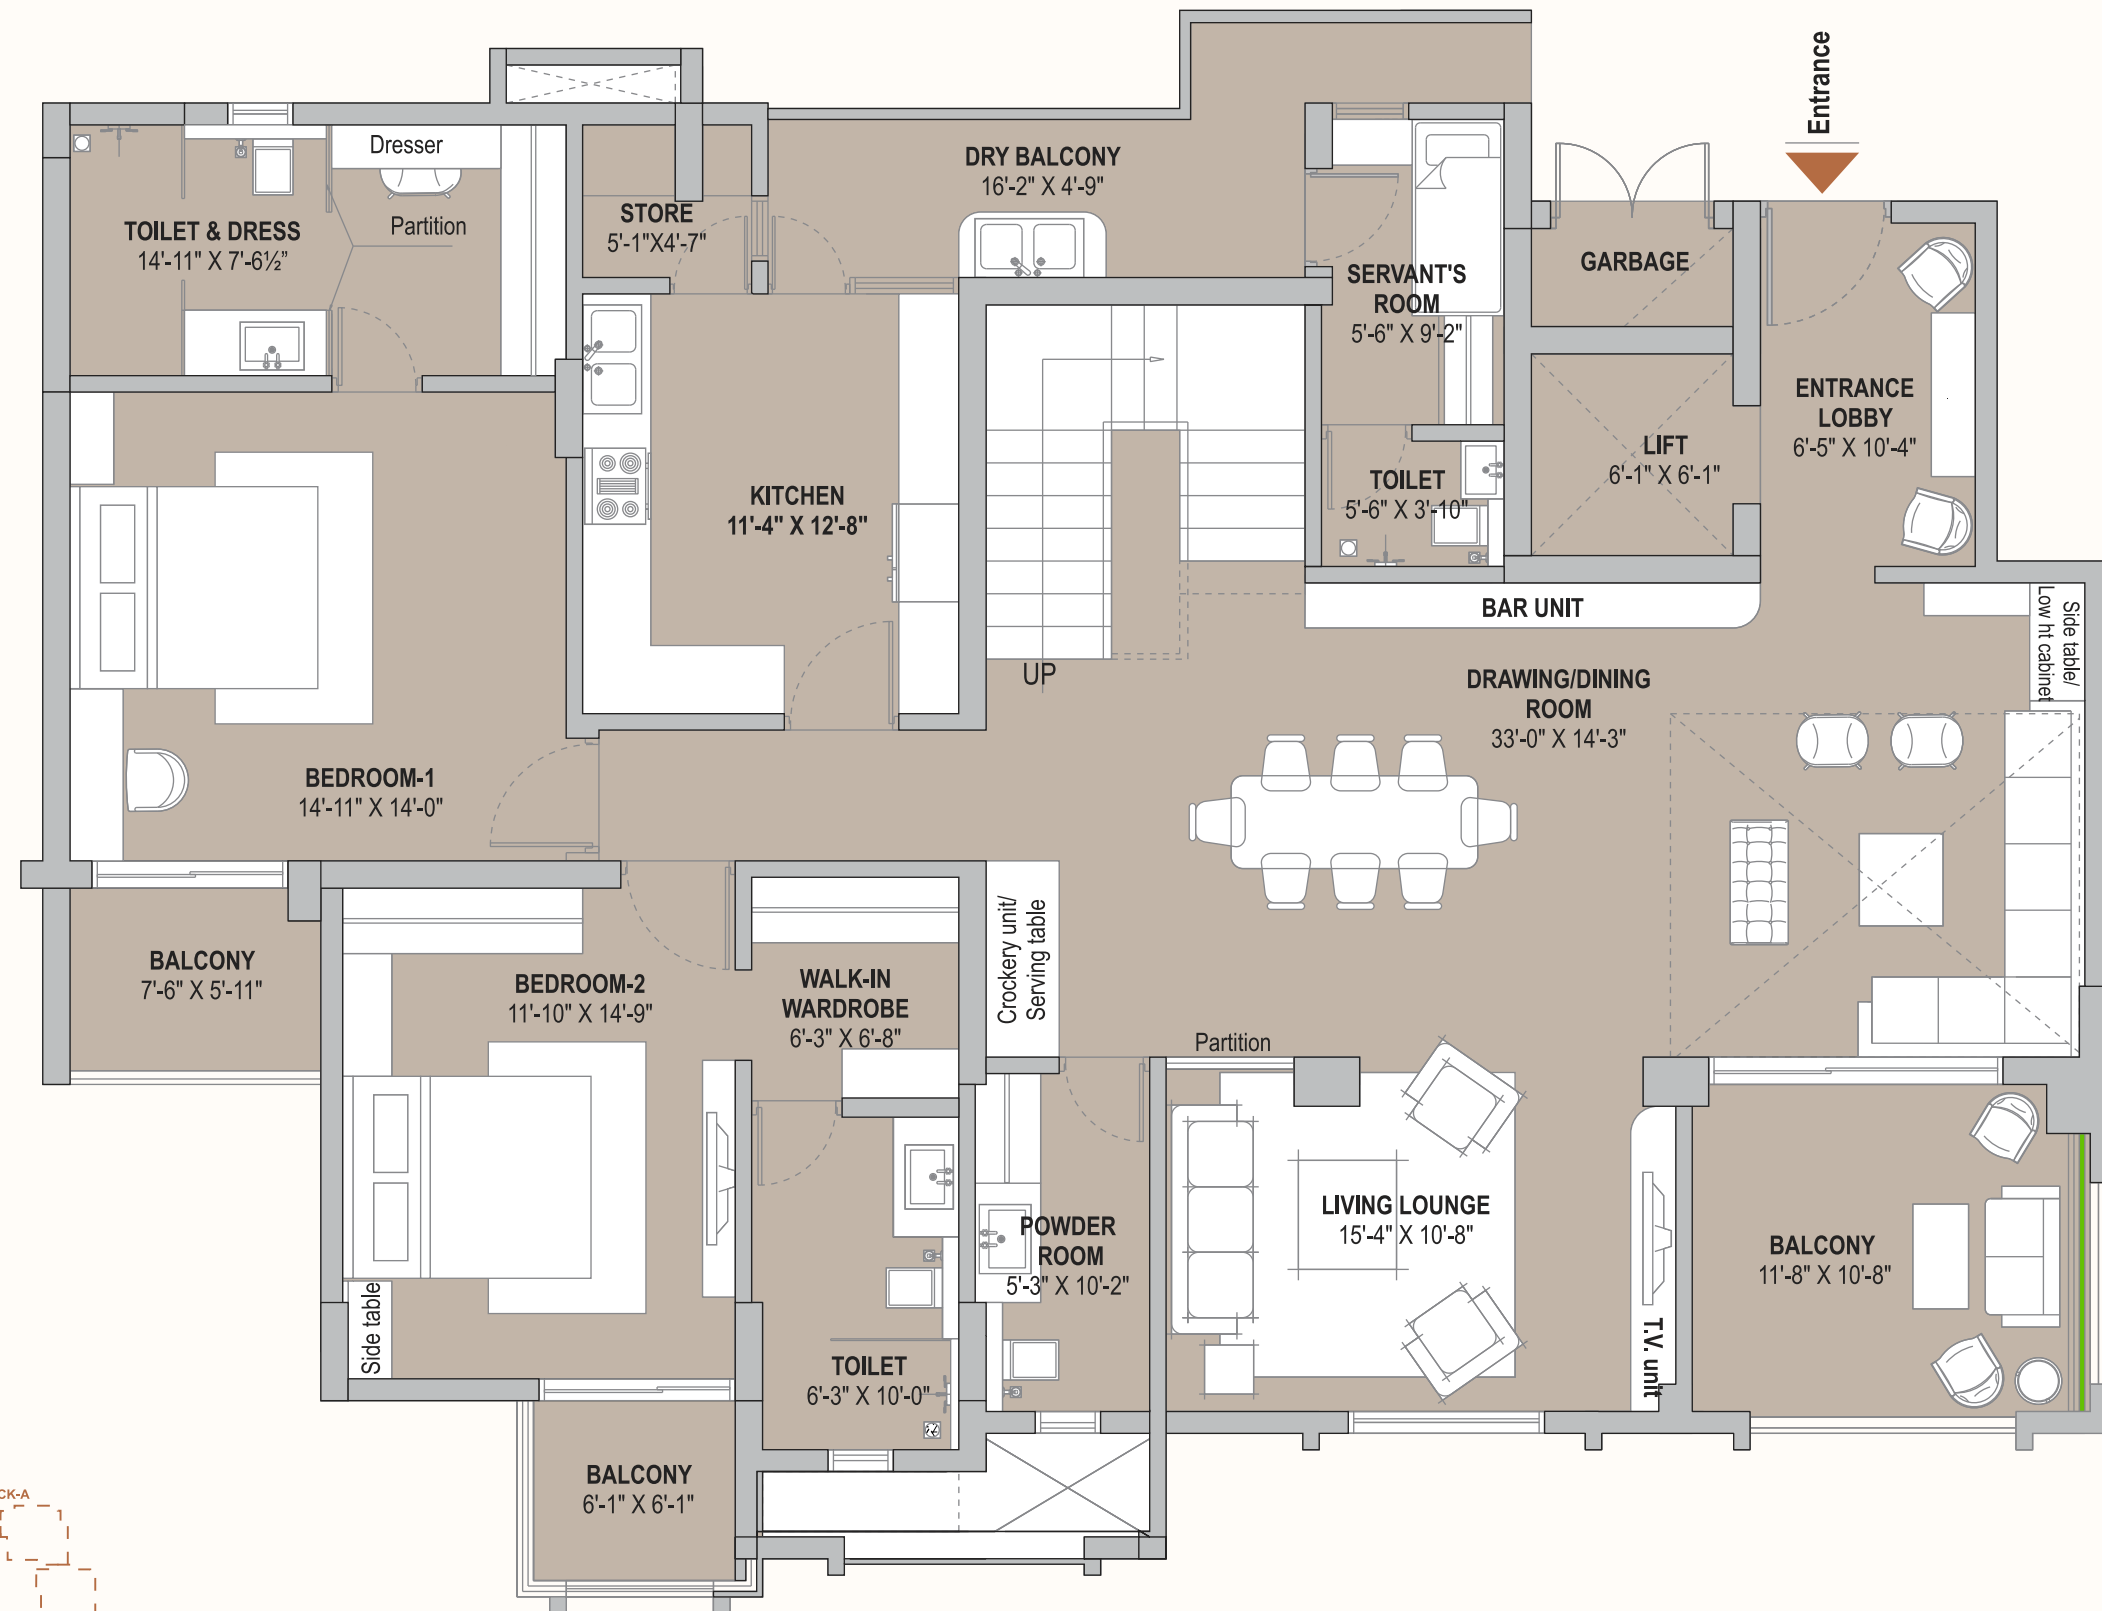 Entrance
Dresser
DRY BALCONY
16'-2" X 4'-9"
STORE
5'-1"X4'-7"
TOILET & DRESS
14'-11" X 7'-6½"
Partition
GARBAGE
SERVANT'S
ROOM
5'-6" X 9'-2"
ENTRANCE
LOBBY
6'-5" X 10'-4"
LIFT
6'-1" X 6'-1"
TOILET
5'-6" X 3'-10"
KITCHEN
11'-4" X 12'-8"
BAR UNIT
Side table/
Low ht cabinet
UP
DRAWING/DINING
ROOM
33'-0" X 14'-3"
BEDROOM-1
14'-11" X 14'-0"
Crockery unit/
Serving table
BALCONY
7'-6" X 5'-11"
BEDROOM-2
11'-10" X 14'-9"
WALK-IN
WARDROBE
6'-3" X 6'-8"
Partition
POWDER
ROOM
5'-3" X 10'-2"
LIVING LOUNGE
15'-4" X 10'-8"
BALCONY
11'-8" X 10'-8"
Side table
T.V. unit
TOILET
6'-3" X 10'-0"
BALCONY
6'-1" X 6'-1"
CK-A